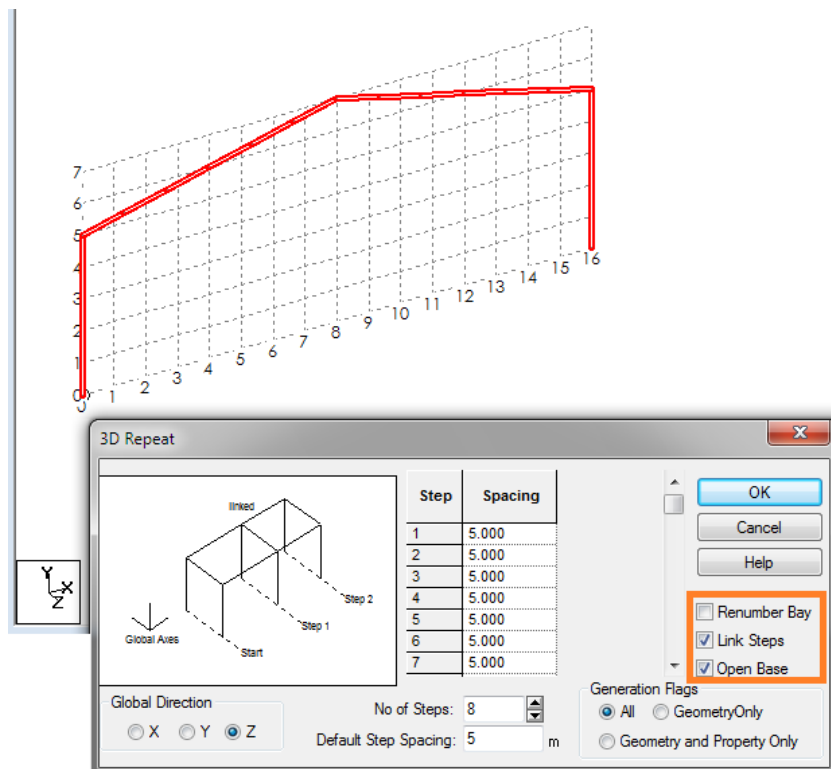 7
6
5
4
3
2
1
0
0 1 2 3 4 5 6 7 8 9 10 11 12 13 14 15 16
Y
X
Z
3D Repeat
linked
Step 2
Step 1
Start
Global Axes
Step Spacing
1 5.000
2 5.000
3 5.000
4 5.000
5 5.000
6 5.000
7 5.000
OK
Cancel
Help
Renumber Bay
Link Steps
Open Base
Global Direction
X Y Z
No of Steps: 8
Default Step Spacing: 5 m
Generation Flags
All GeometryOnly
Geometry and Property Only